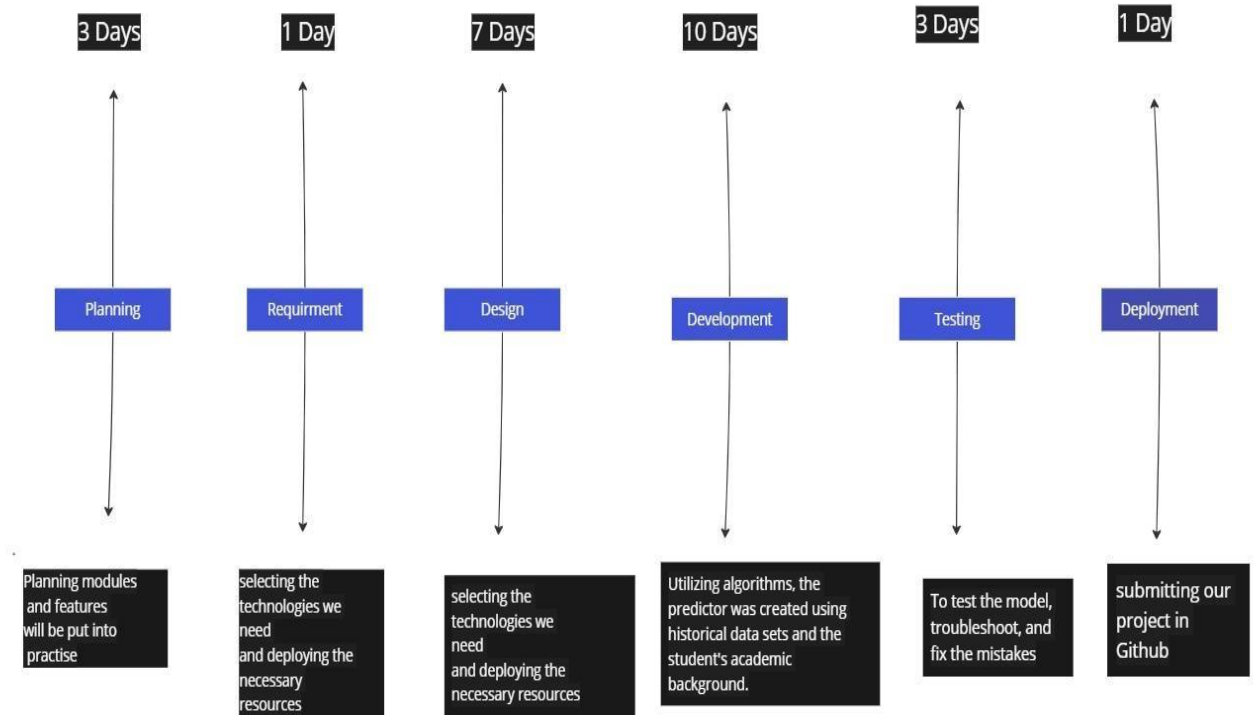 3 Days
1 Day
7 Days
10 Days
3 Days
1 Day
Planning
Requirment
Design
Development
Testing
Deployment
Planning modules
and features
will be put into
practise
selecting the
technologies we
need
and deploying the
necessary
resources
selecting the
technologies we
need
and deploying the
necessary resources
Utilizing algorithms, the
predictor was created using
historical data sets and the
student's academic
background.
To test the model,
troubleshoot, and
fix the mistakes
submitting our
project in
Github